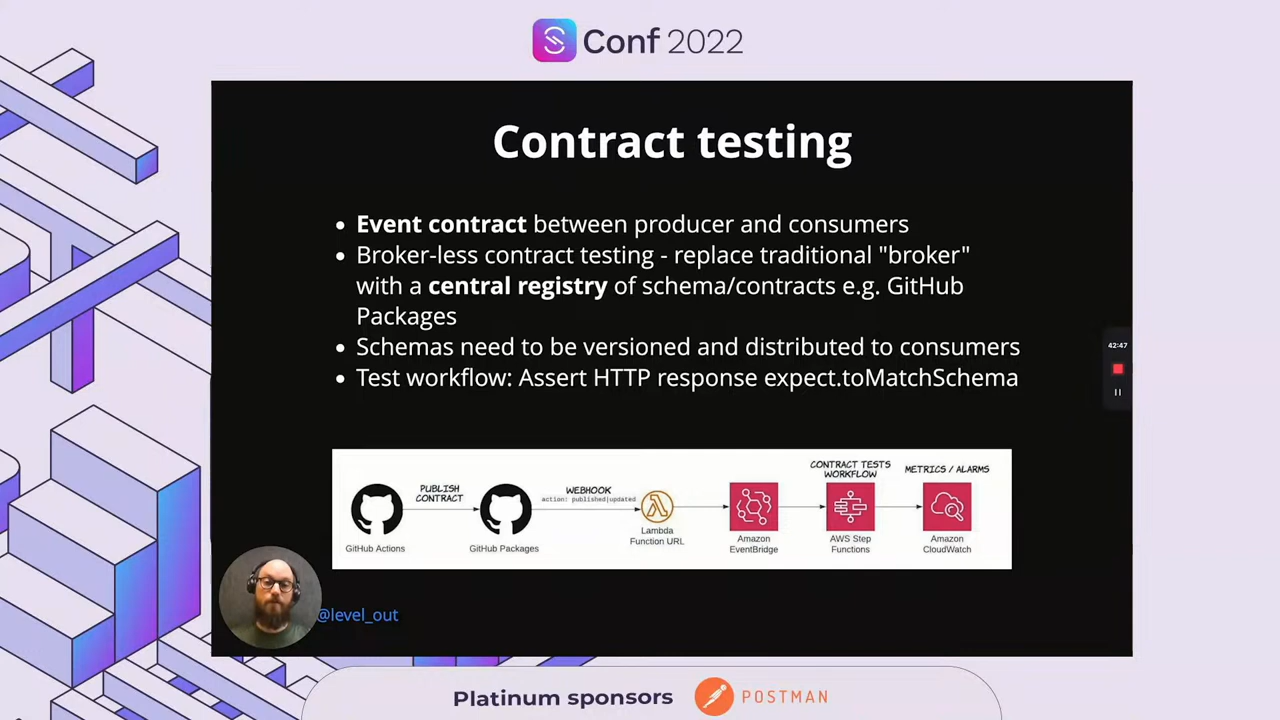 Conf 2022
Contract testing
• Event contract between producer and consumers
• Broker-less contract testing - replace traditional "broker"
with a central registry of schema/contracts e.g. GitHub
Packages
• Schemas need to be versioned and distributed to consumers
• Test workflow: Assert HTTP response expect.toMatchSchema
42:47
PUBLISH
CONTRACT
WEBHOOK
action: published|updated
CONTRACT TESTS
WORKFLOW
METRICS / ALARMS
GitHub Actions
GitHub Packages
Lambda
Function URL
Amazon
EventBridge
AWS Step
Functions
Amazon
CloudWatch
@level_out
Platinum sponsors
POSTMAN